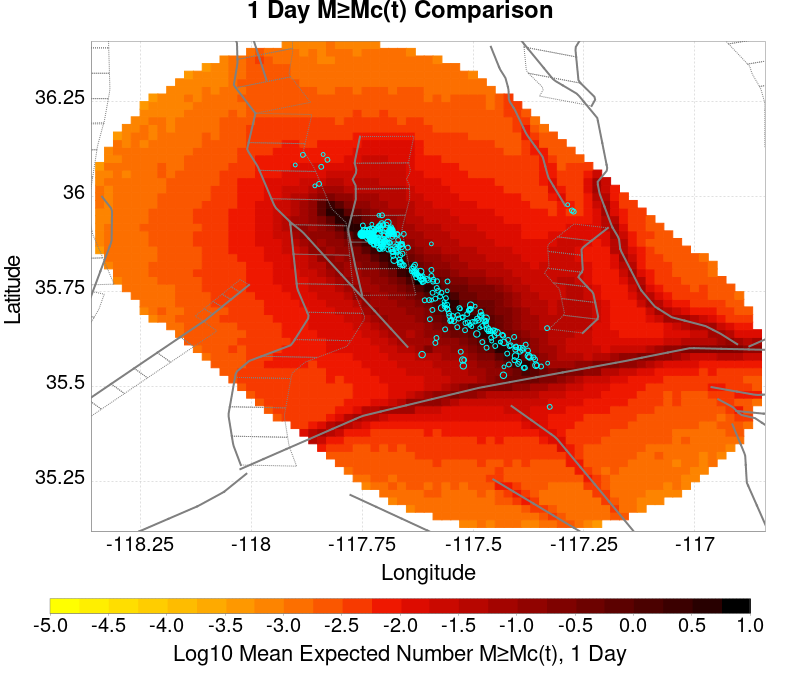 1 Day M≥Mc(t) Comparison
36.25
36
35.75
35.5
35.25
Latitude
-118.25 -118 -117.75 -117.5 -117.25 -117
Longitude
-5.0 -4.5 -4.0 -3.5 -3.0 -2.5 -2.0 -1.5 -1.0 -0.5 0.0 0.5 1.0
Log10 Mean Expected Number M≥Mc(t), 1 Day